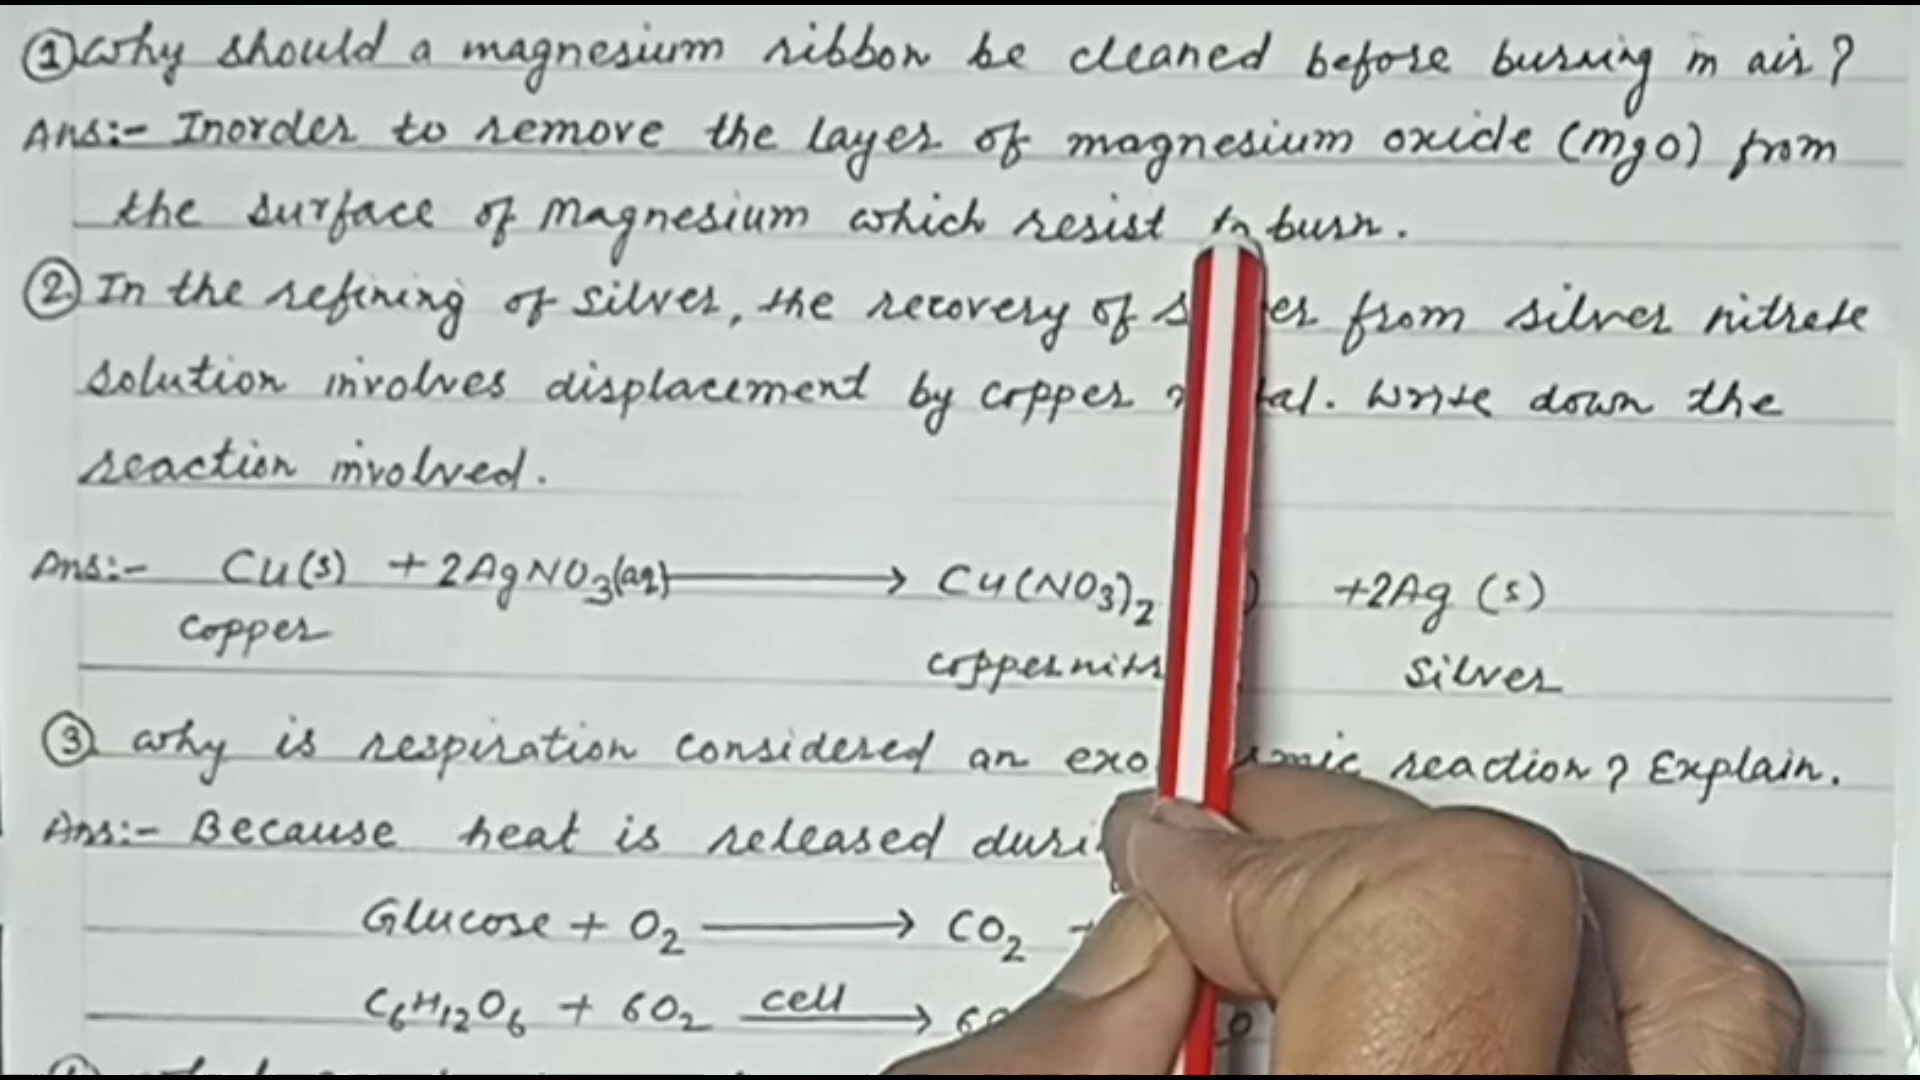 ① Why should a magnesium ribbon be cleaned before burning in air?
Ans:- Inorder to remove the layer of magnesium oxide (MgO) from
the surface of Magnesium which resist to burn.
② In the refining of silver, the recovery of from silver nitrate
solution involves displacement by copper . Write down the
reaction involved.
Ans:- Cu(s) + 2AgNO3(aq) → Cu(NO3)2 + 2Ag (s)
copper copper Silver
③ Why is respiration considered an reaction? Explain.
Ans:- Because heat is released
Glucose + O2 → CO2 +
C6H12O6 + 6O2 cell →